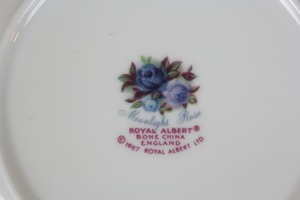 Moonlight Rose
ROYAL ALBERT®
BONE CHINA
ENGLAND
© 1987 ROYAL ALBERT LTD